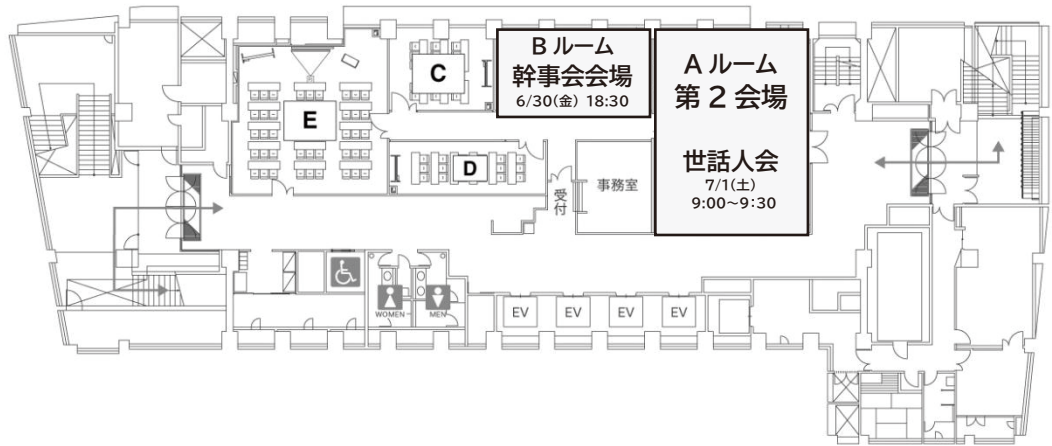 Bルーム
幹事会会場
6/30(金) 18:30
Aルーム
第2会場
世話人会
7/1(土)
9:00～9:30
C
E
D
受付
事務室
WOMEN
MEN
EV
EV
EV
EV